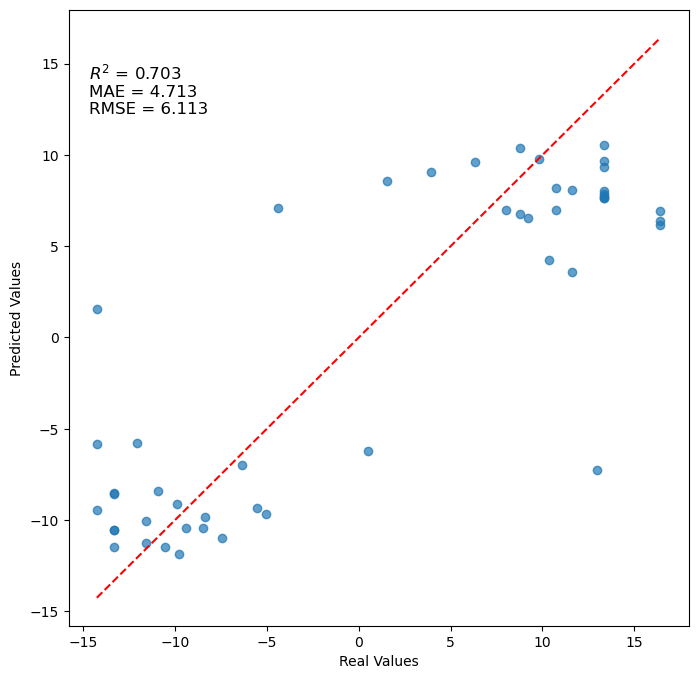 R² = 0.703
MAE = 4.713
RMSE = 6.113
15
10
5
0
−5
−10
−15
Predicted Values
−15 −10 −5 0 5 10 15
Real Values